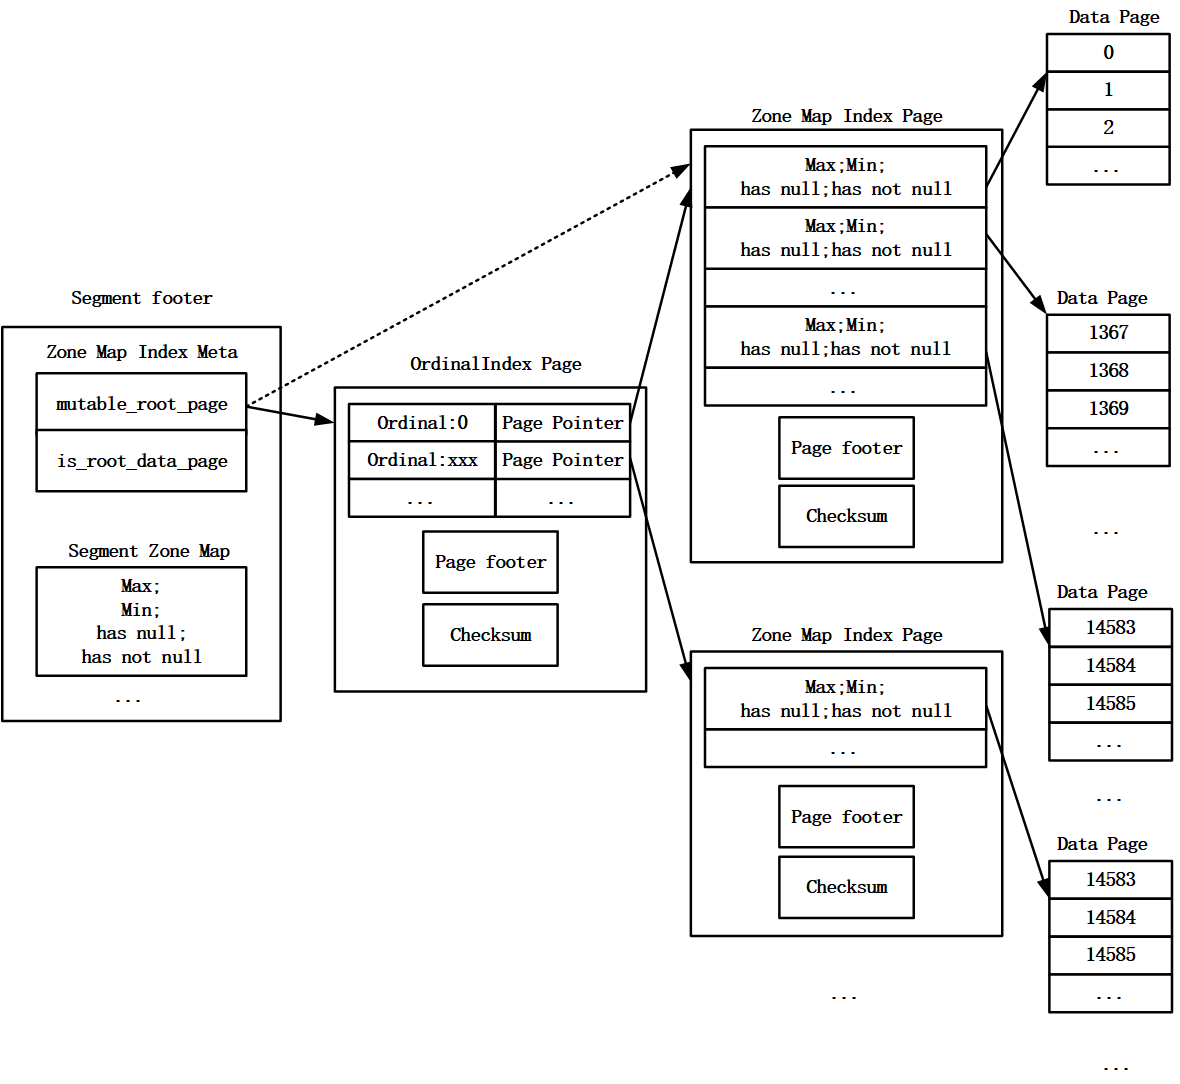 Segment footer
Zone Map Index Meta
mutable_root_page
is_root_data_page
Segment Zone Map
Max;
Min;
has null;
has not null
...
OrdinalIndex Page
Ordinal:0 Page Pointer
Ordinal:xxx Page Pointer
... ...
Page footer
Checksum
Zone Map Index Page
Max;Min;
has null;has not null
Max;Min;
has null;has not null
...
Max;Min;
has null;has not null
...
Page footer
Checksum
Zone Map Index Page
Max;Min;
has null;has not null
...
Page footer
Checksum
...
Data Page
0
1
2
...
Data Page
1367
1368
1369
...
...
Data Page
14583
14584
14585
...
...
Data Page
14583
14584
14585
...
...